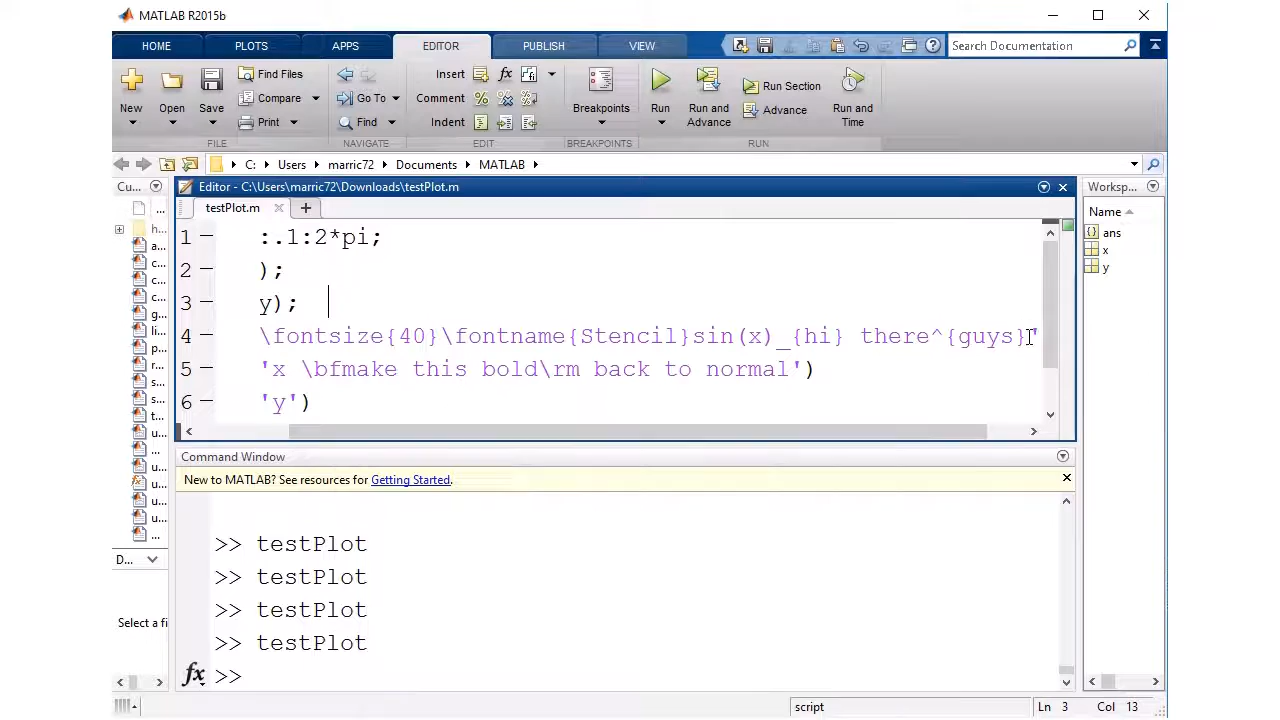 MATLAB R2015b
HOME PLOTS APPS EDITOR PUBLISH VIEW Search Documentation
New Open Save Find Files Compare Print
Insert fx Comment % Indent
Go To Find
Breakpoints
Run Run and Advance Run Section Advance Run and Time
FILE NAVIGATE EDIT BREAKPOINTS RUN
C: Users marric72 Documents MATLAB
Cu... Editor - C:\Users\marric72\Downloads\testPlot.m Worksp...
testPlot.m + Name
1 :.1:2*pi;
2 );
3 y);
4 \fontsize{40}\fontname{Stencil}sin(x)_{hi} there^{guys}'
5 'x \bfmake this bold\rm back to normal')
6 'y')
ans
x
y
...
h...
a...
c...
c...
c...
g...
li...
p...
r...
s...
s...
t...
u...
...
u...
u...
u...
u...
...
D...
Select a fi
Command Window
New to MATLAB? See resources for Getting Started.
>> testPlot
>> testPlot
>> testPlot
>> testPlot
fx >>
script Ln 3 Col 13